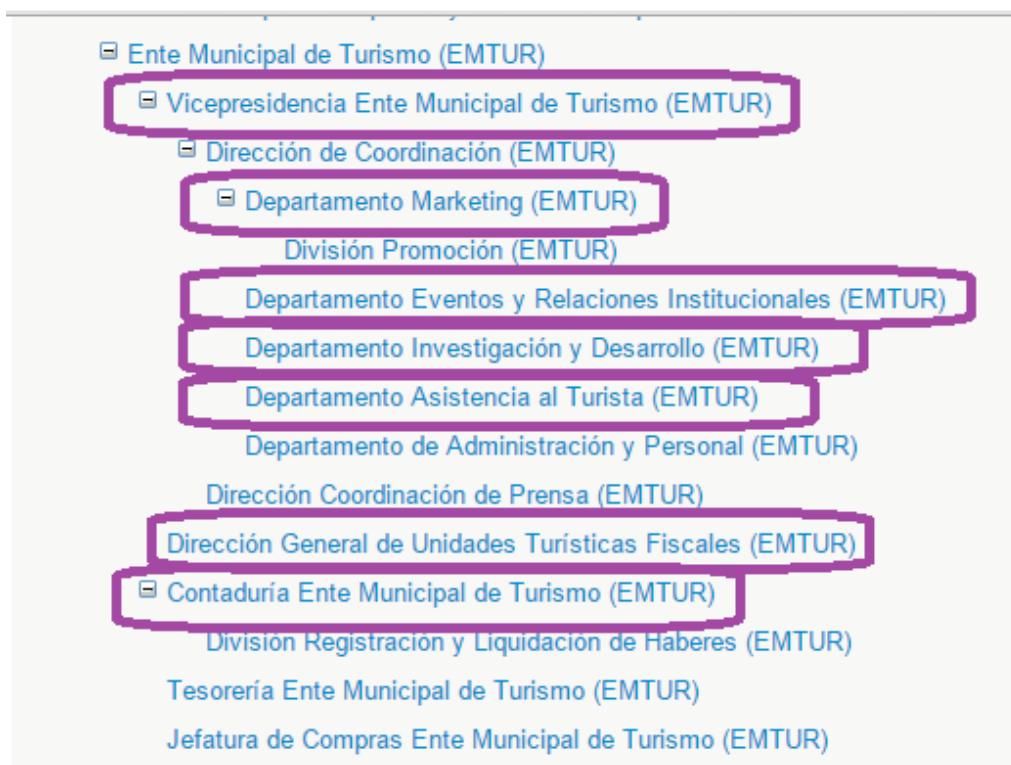 Ente Municipal de Turismo (EMTUR)
Vicepresidencia Ente Municipal de Turismo (EMTUR)
Dirección de Coordinación (EMTUR)
Departamento Marketing (EMTUR)
División Promoción (EMTUR)
Departamento Eventos y Relaciones Institucionales (EMTUR)
Departamento Investigación y Desarrollo (EMTUR)
Departamento Asistencia al Turista (EMTUR)
Departamento de Administración y Personal (EMTUR)
Dirección Coordinación de Prensa (EMTUR)
Dirección General de Unidades Turísticas Fiscales (EMTUR)
Contaduría Ente Municipal de Turismo (EMTUR)
División Registración y Liquidación de Haberes (EMTUR)
Tesorería Ente Municipal de Turismo (EMTUR)
Jefatura de Compras Ente Municipal de Turismo (EMTUR)